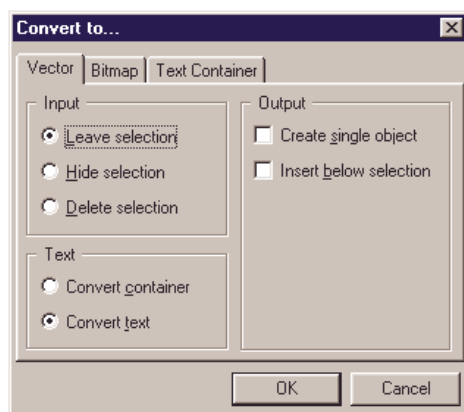 Convert to...
Vector
Bitmap
Text Container
Input
Leave selection
Hide selection
Delete selection
Text
Convert container
Convert text
Output
Create single object
Insert below selection
OK
Cancel